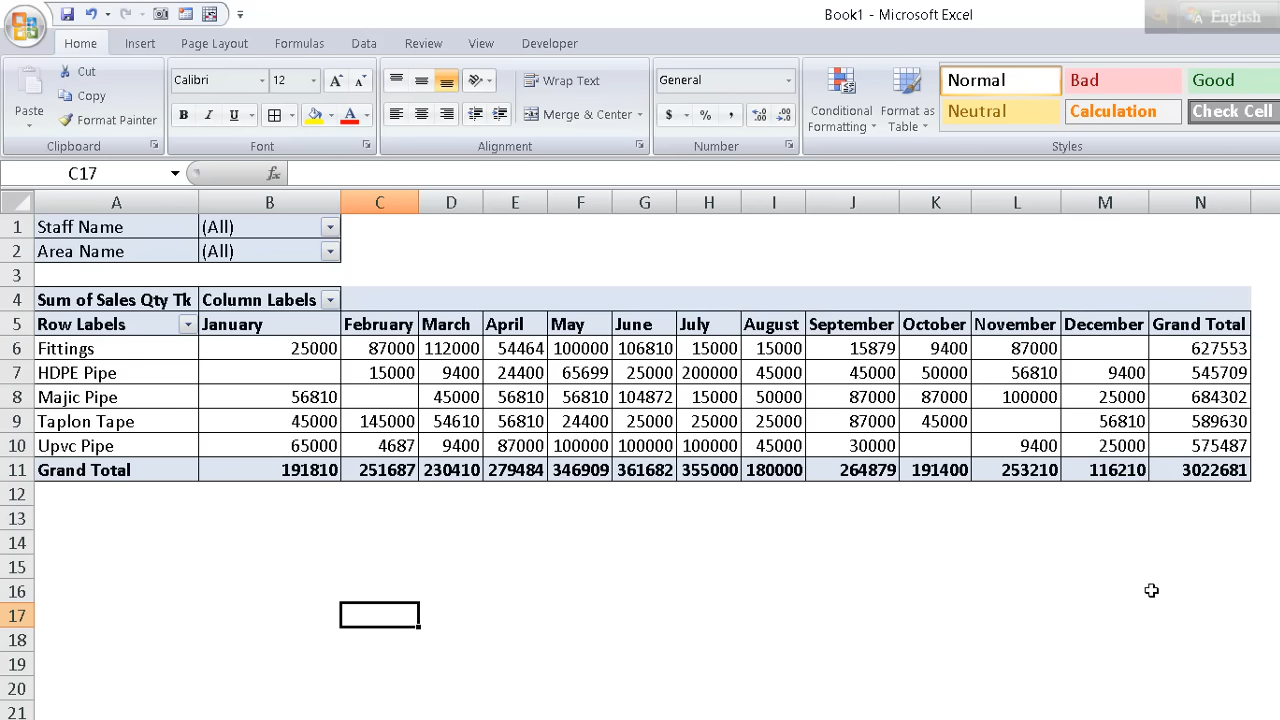 Book1 - Microsoft Excel
English
Home Insert Page Layout Formulas Data Review View Developer
Paste
Cut
Copy
Format Painter
Clipboard
Calibri 12
B I U A
Font
Wrap Text
Merge & Center
Alignment
General
$ % ,
Number
Conditional Formatting
Format as Table
Normal Bad Good
Neutral Calculation Check Cell
Styles
C17 fx
A B C D E F G H I J K L M N
1 Staff Name (All)
2 Area Name (All)
3
4 Sum of Sales Qty Tk Column Labels
5 Row Labels January February March April May June July August September October November December Grand Total
6 Fittings 25000 87000 112000 54464 100000 106810 15000 15000 15879 9400 87000 627553
7 HDPE Pipe 15000 9400 24400 65699 25000 200000 45000 45000 50000 56810 9400 545709
8 Majic Pipe 56810 45000 56810 56810 104872 15000 50000 87000 87000 100000 25000 684302
9 Taplon Tape 45000 145000 54610 56810 24400 25000 25000 25000 87000 45000 56810 589630
10 Upvc Pipe 65000 4687 9400 87000 100000 100000 100000 45000 30000 9400 25000 575487
11 Grand Total 191810 251687 230410 279484 346909 361682 355000 180000 264879 191400 253210 116210 3022681
12
13
14
15
16
17
18
19
20
21